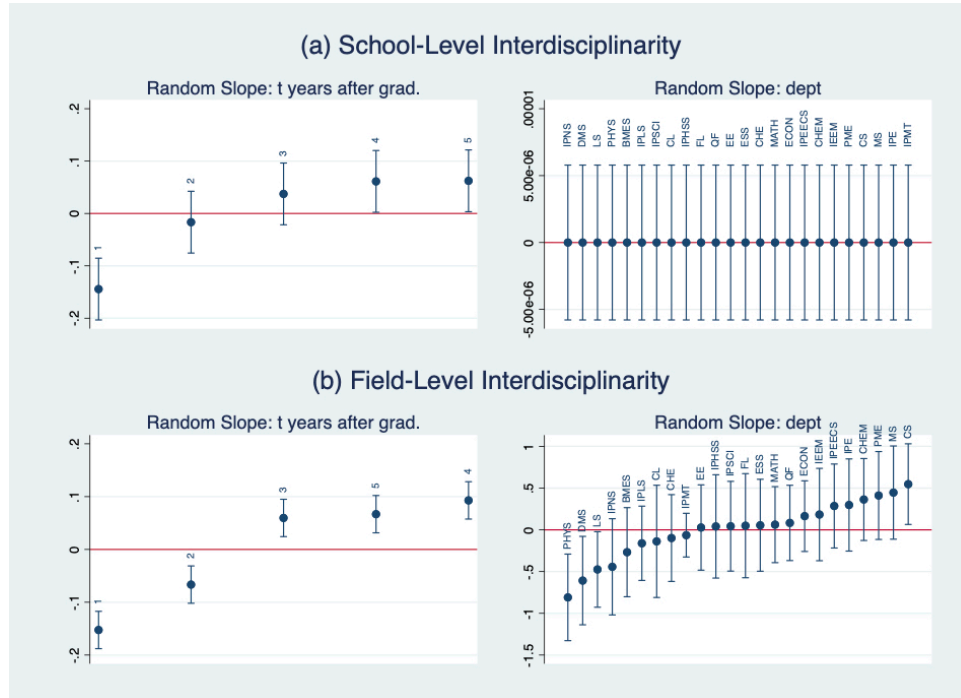 (a) School-Level Interdisciplinarity
Random Slope: t years after grad.
.2
.1
0
-.1
-.2
1
2
3
4
5
Random Slope: dept
.00001
5.00e-06
0
-5.00e-06
IPNS
DMS
LS
PHYS
BMES
IPLS
IPSCI
CL
IPHSS
FL
QF
EE
ESS
CHE
MATH
ECON
IPEECS
CHEM
IEEM
PME
CS
MS
IPE
IPMT
(b) Field-Level Interdisciplinarity
Random Slope: t years after grad.
.2
.1
0
-.1
-.2
1
2
3
5
4
Random Slope: dept
1
.5
0
-.5
-1
-1.5
PHYS
DMS
LS
IPNS
BMES
IPLS
CL
CHE
IPMT
EE
IPHSS
IPSCI
FL
ESS
MATH
QF
ECON
IEEM
IPEECS
IPE
CHEM
PME
MS
CS